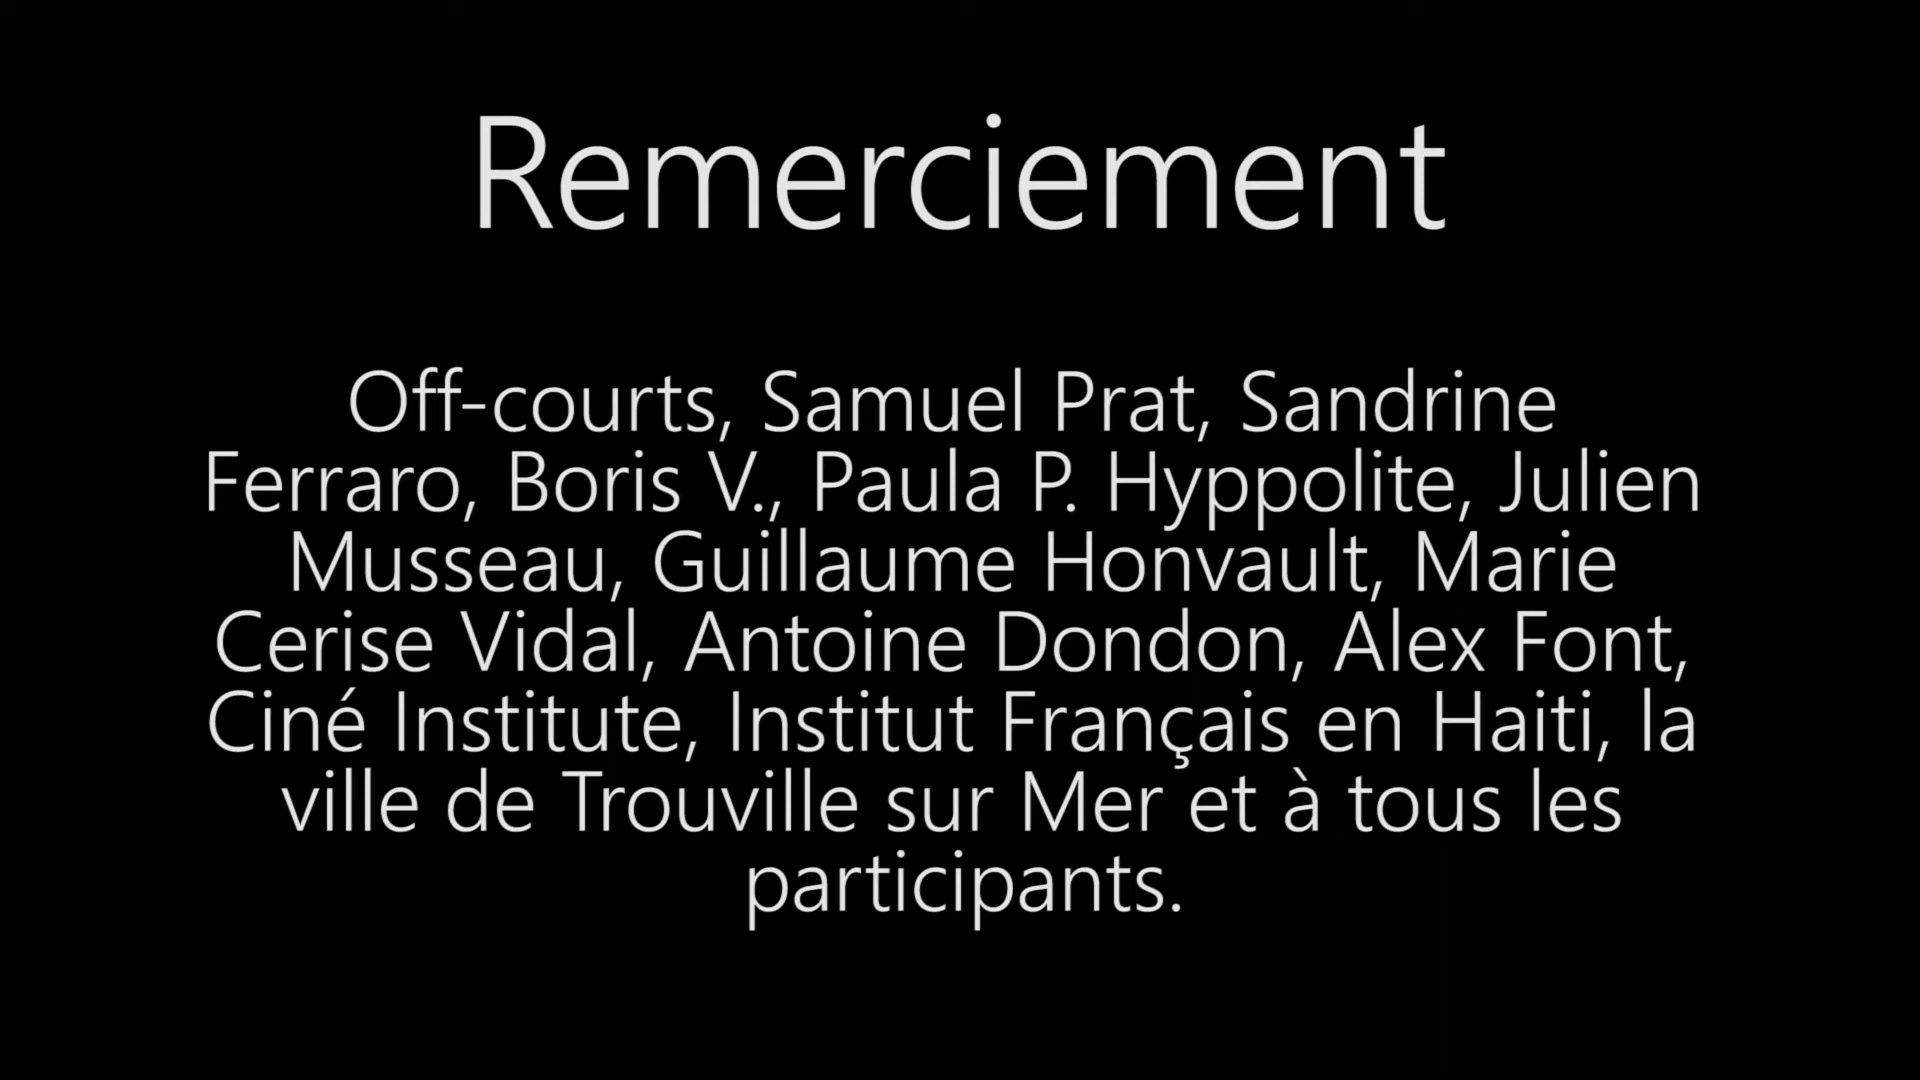 Remerciement
Off-courts, Samuel Prat, Sandrine
Ferraro, Boris V., Paula P. Hyppolite, Julien
Musseau, Guillaume Honvault, Marie
Cerise Vidal, Antoine Dondon, Alex Font,
Ciné Institute, Institut Français en Haiti, la
ville de Trouville sur Mer et à tous les
participants.